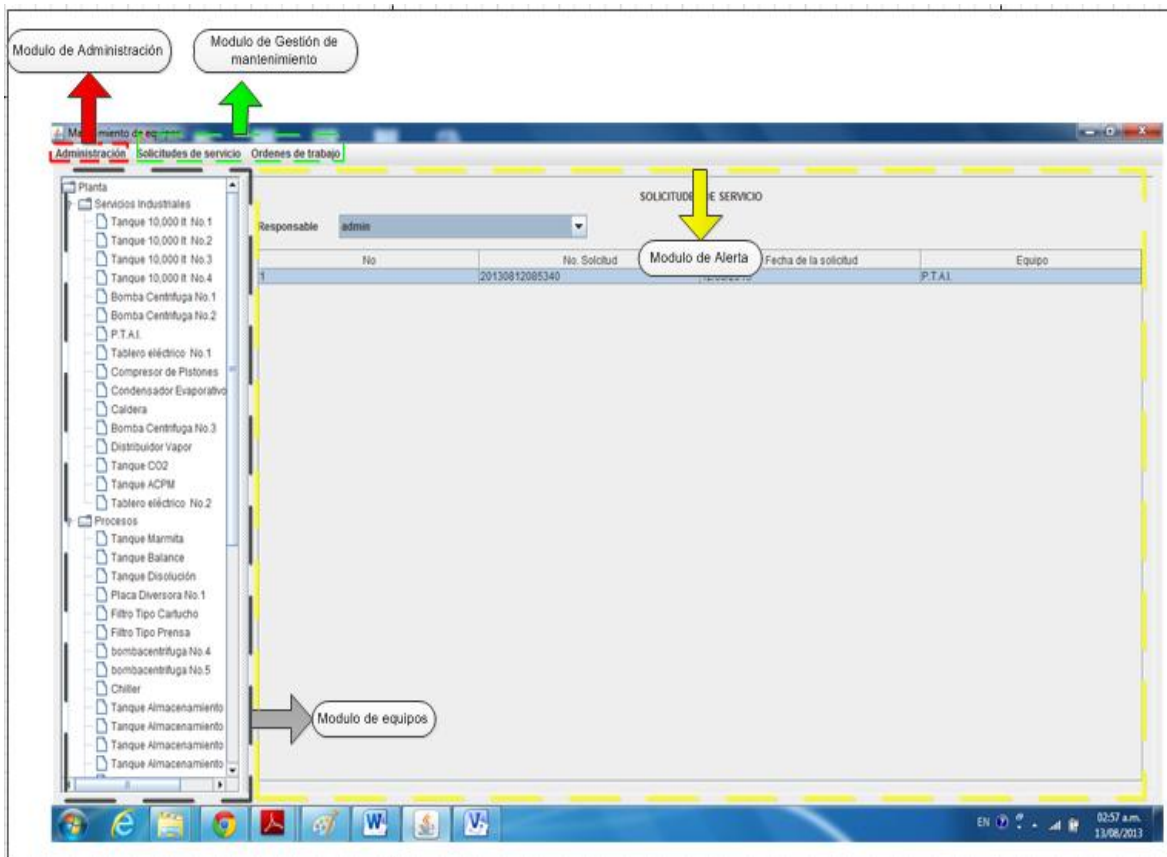 Modulo de Administración
Modulo de Gestión de
mantenimiento
Administración Solicitudes de servicio Ordenes de trabajo
Planta
Servicios Industriales
Tanque 10,000 lt No.1
Tanque 10,000 lt No.2
Tanque 10,000 lt No.3
Tanque 10,000 lt No.4
Bomba Centrifuga No.1
Bomba Centrifuga No.2
P.T.A.I.
Tablero eléctrico No.1
Compresor de Pistones
Condensador Evaporativo
Caldera
Bomba Centrifuga No.3
Distribuidor Vapor
Tanque CO2
Tanque ACPM
Tablero eléctrico No.2
Procesos
Tanque Marmita
Tanque Balance
Tanque Disolución
Placa Diversora No.1
Filtro Tipo Cartucho
Filtro Tipo Prensa
bombacentrifuga No.4
bombacentrifuga No.5
Chiller
Tanque Almacenamiento
Tanque Almacenamiento
Tanque Almacenamiento
Tanque Almacenamiento
SERVICIO
Responsable admin
Modulo de Alerta
No No. Solcitud Fecha de la solicitud Equipo
1 20130812085340 P.T.A.I.
Modulo de equipos
EN 02:57 a.m.
13/08/2013